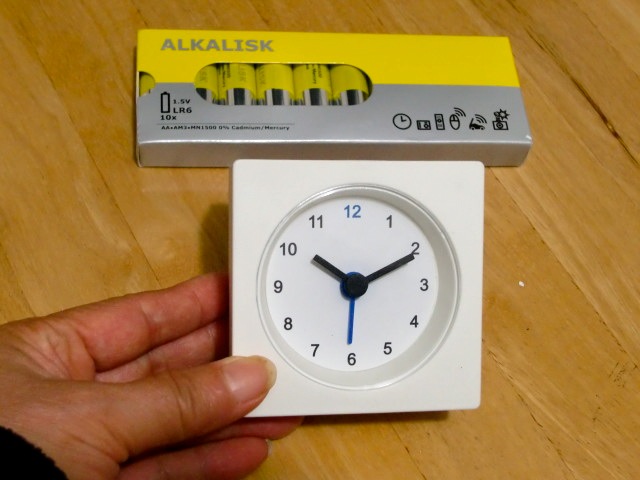 ALKALISK
1.5V
LR6
10x
AA•AM3•MN1500 0% Cadmium/Mercury
12
11 1
10 2
9 3
8 4
7 5
6